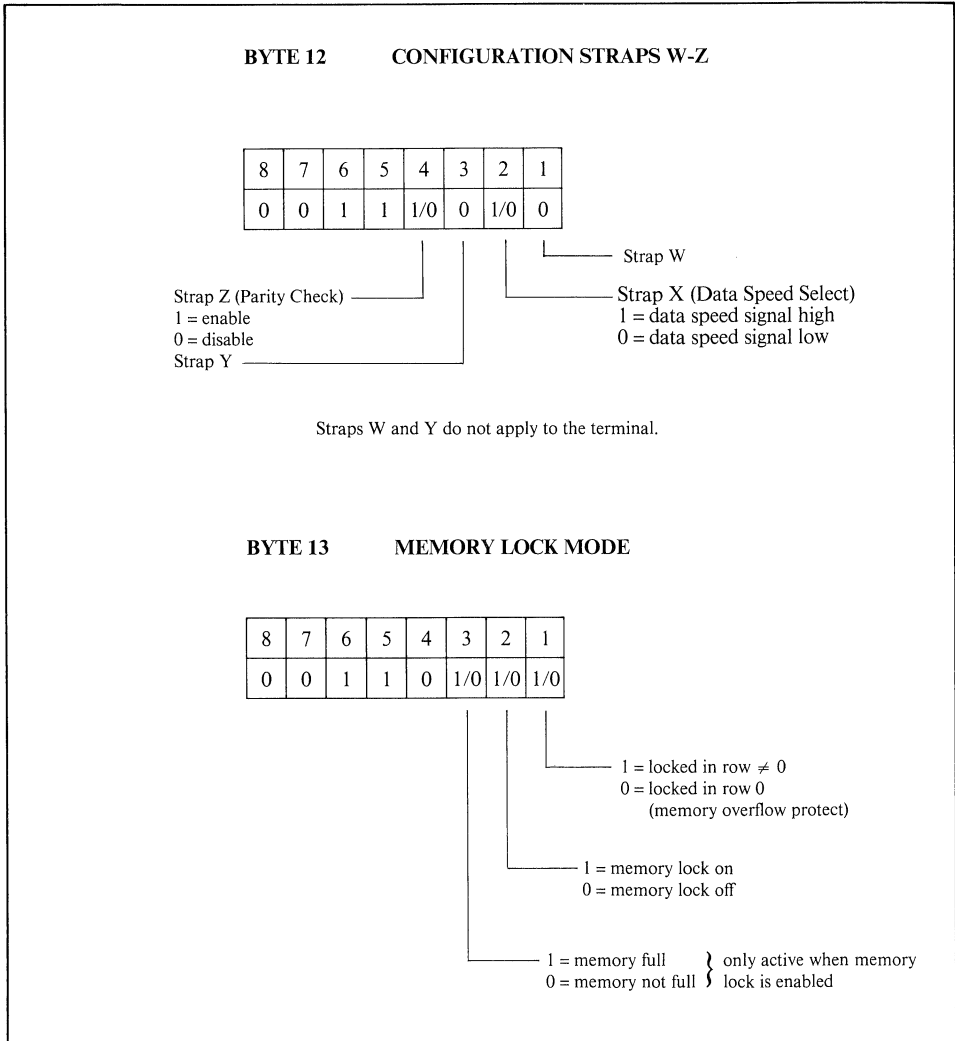 BYTE 12 CONFIGURATION STRAPS W-Z
8 7 6 5 4 3 2 1
0 0 1 1 1/0 0 1/0 0
Strap W
Strap Z (Parity Check)
1 = enable
0 = disable
Strap Y
Strap X (Data Speed Select)
1 = data speed signal high
0 = data speed signal low
Straps W and Y do not apply to the terminal.
BYTE 13 MEMORY LOCK MODE
8 7 6 5 4 3 2 1
0 0 1 1 0 1/0 1/0 1/0
1 = locked in row ≠ 0
0 = locked in row 0
(memory overflow protect)
1 = memory lock on
0 = memory lock off
1 = memory full } only active when memory
0 = memory not full } lock is enabled